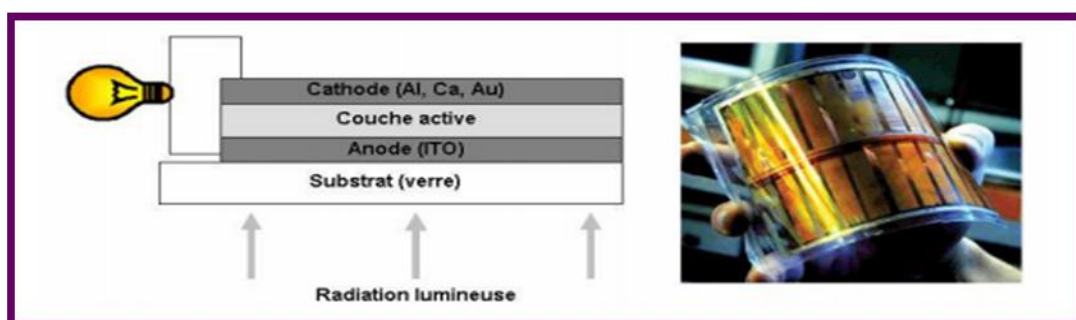 Cathode (Al, Ca, Au)
Couche active
Anode (ITO)
Substrat (verre)
Radiation lumineuse